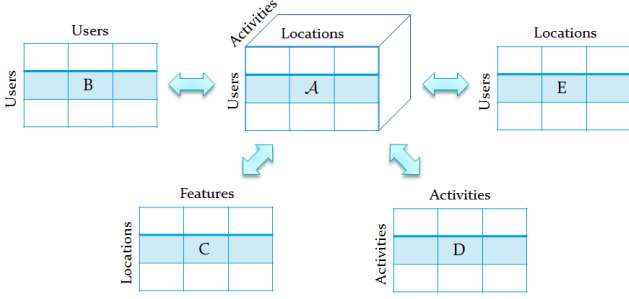 Users
Users
B
Activities
Locations
Users
𝒜
Locations
Users
E
Features
Locations
C
Activities
Activities
D